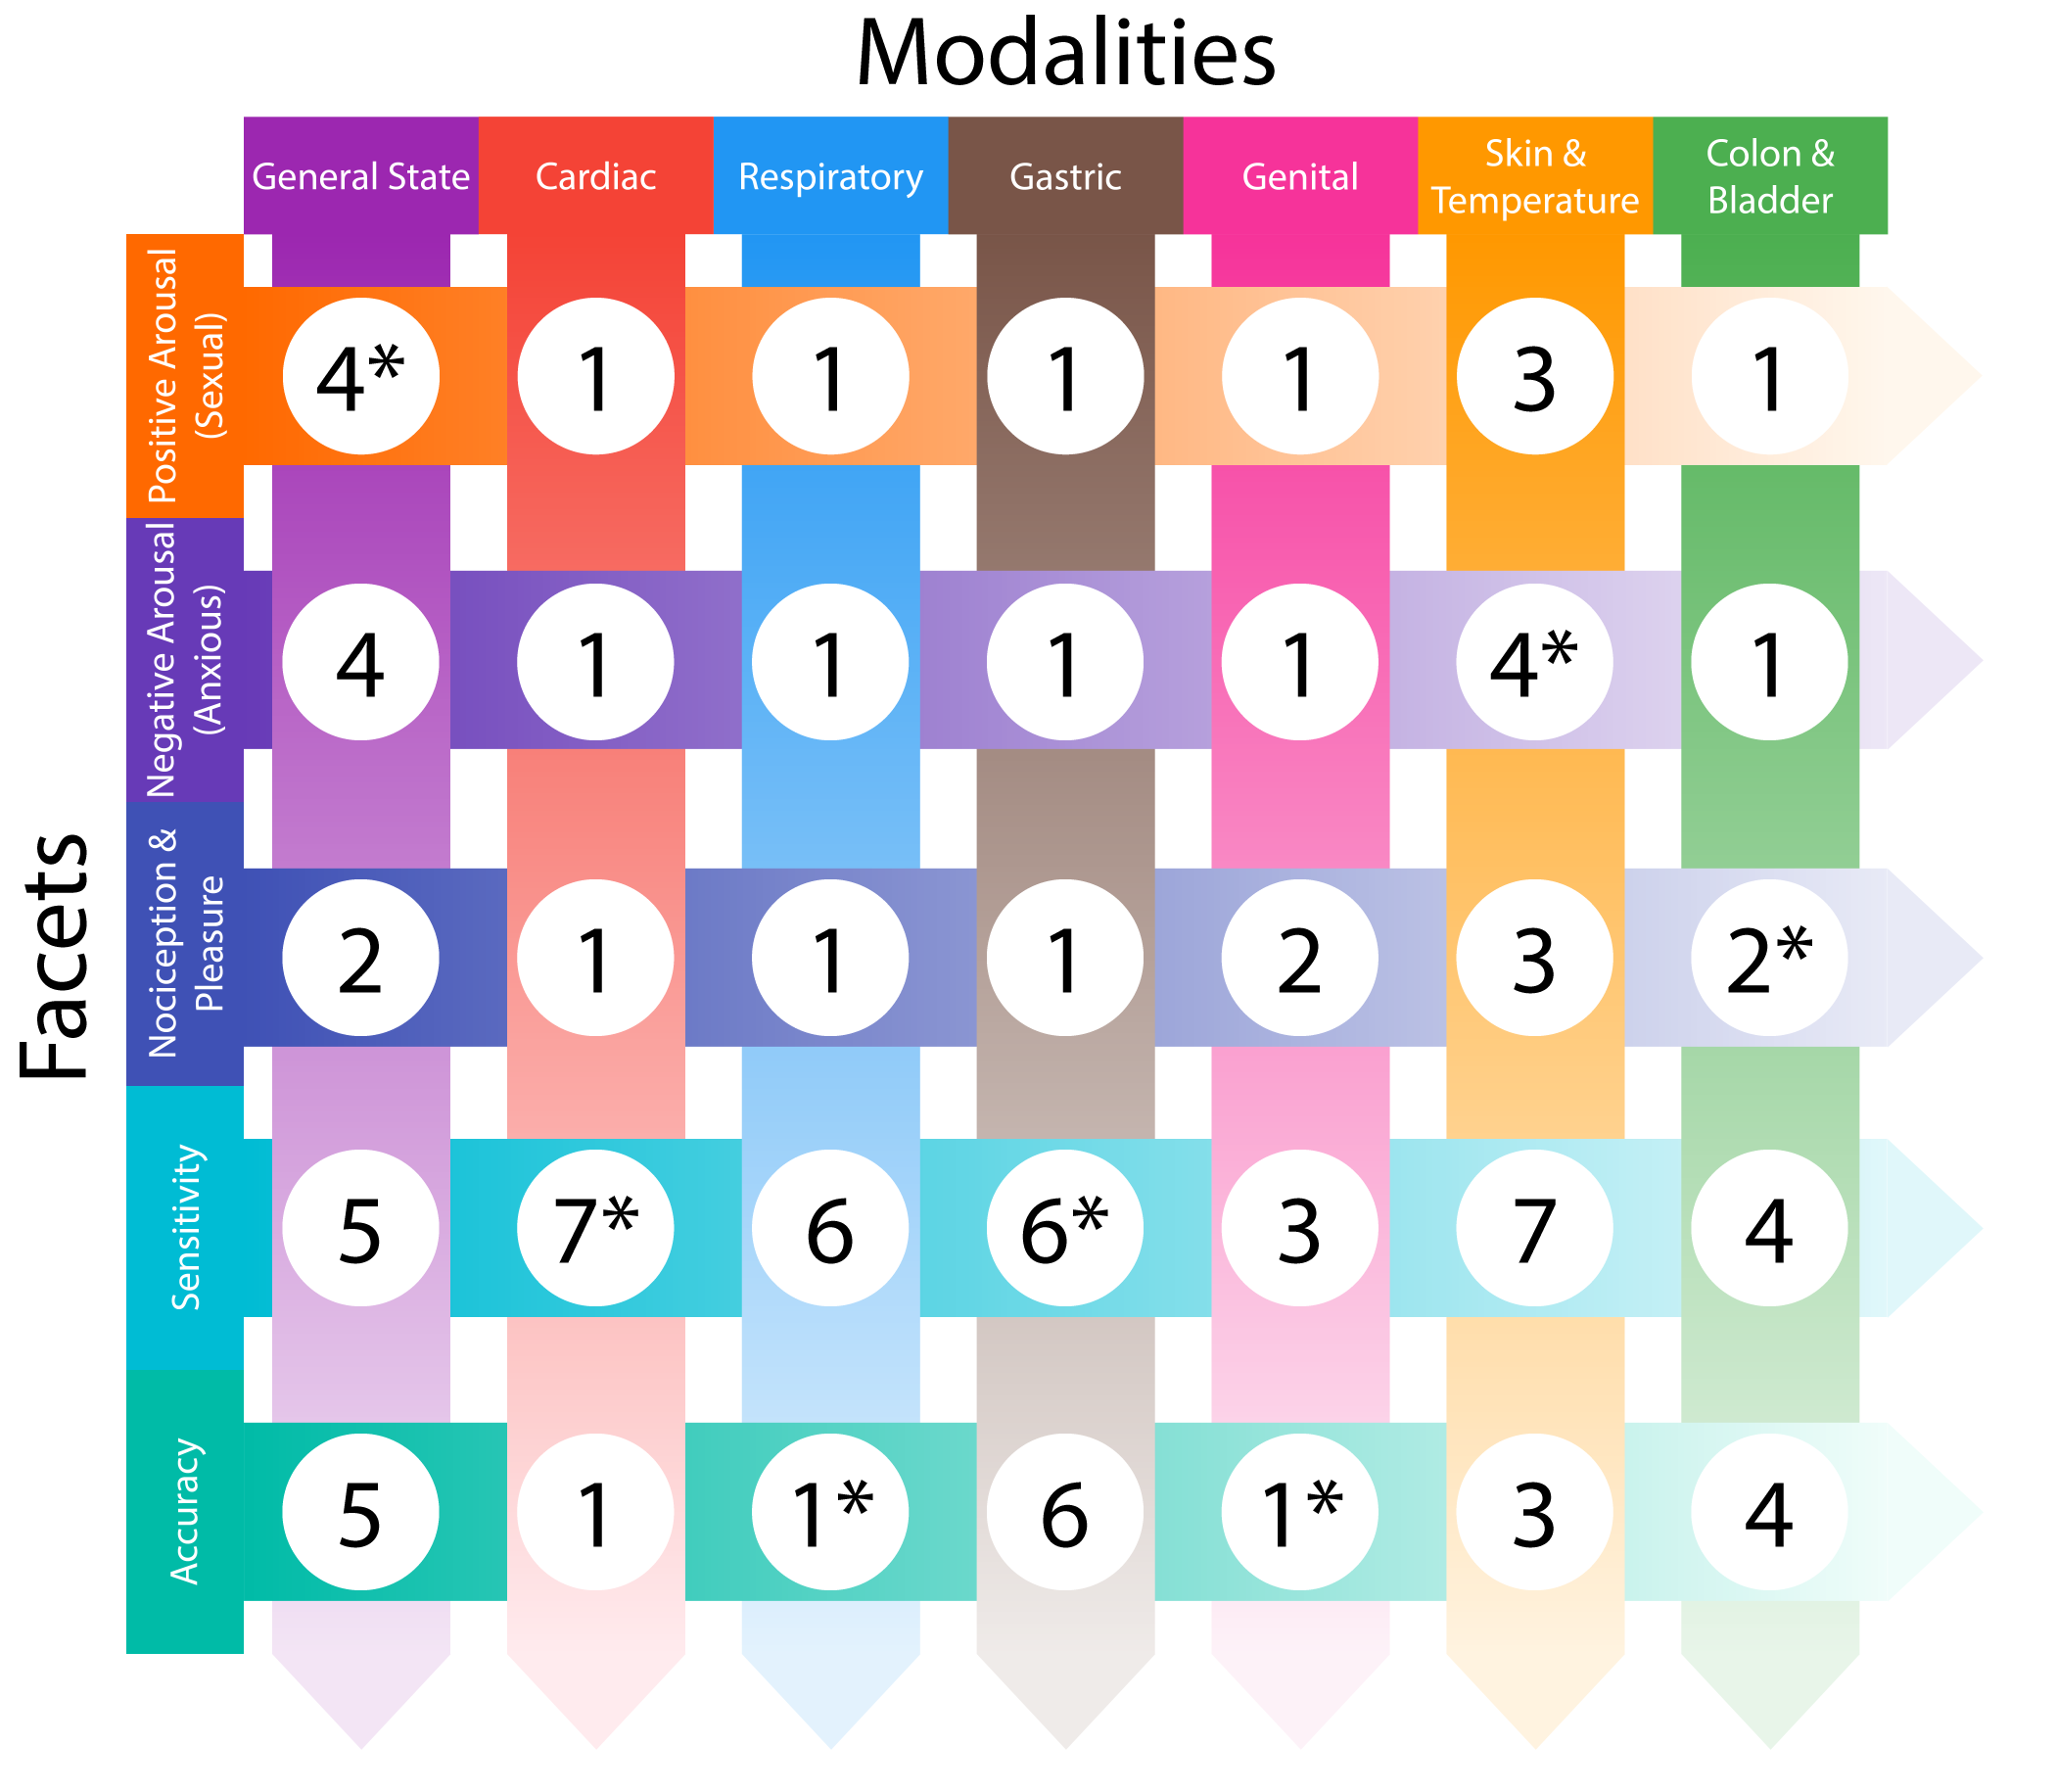 Modalities
General State
Cardiac
Respiratory
Gastric
Genital
Skin &
Temperature
Colon &
Bladder
Facets
Positive Arousal
(Sexual)
4* 1 1 1 1 3 1
Negative Arousal
(Anxious)
4 1 1 1 1 4* 1
Nociception &
Pleasure
2 1 1 1 2 3 2*
Sensitivity
5 7* 6 6* 3 7 4
Accuracy
5 1 1* 6 1* 3 4